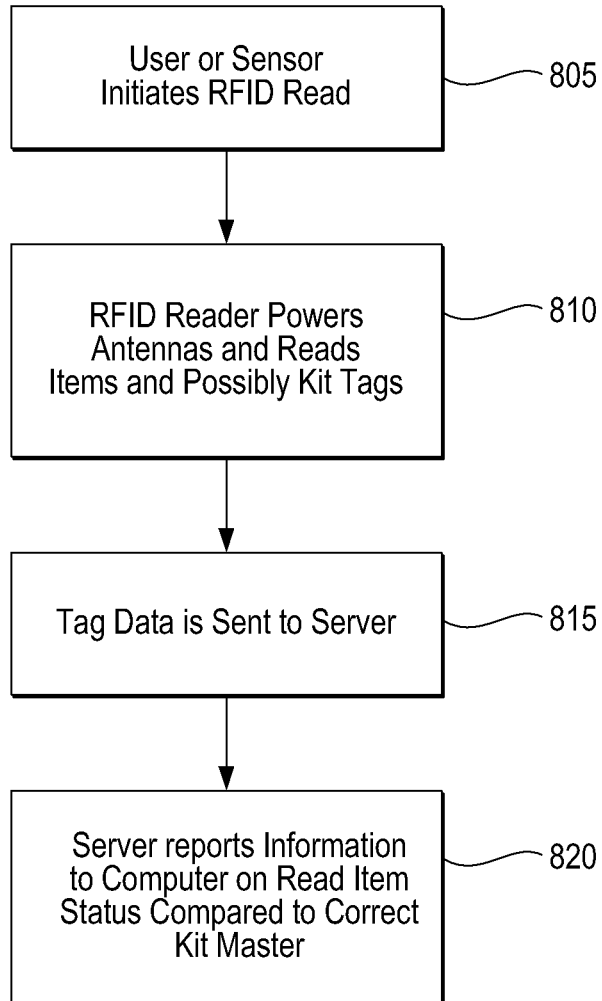 User or Sensor
Initiates RFID Read
805
RFID Reader Powers
Antennas and Reads
Items and Possibly Kit Tags
810
Tag Data is Sent to Server
815
Server reports Information
to Computer on Read Item
Status Compared to Correct
Kit Master
820